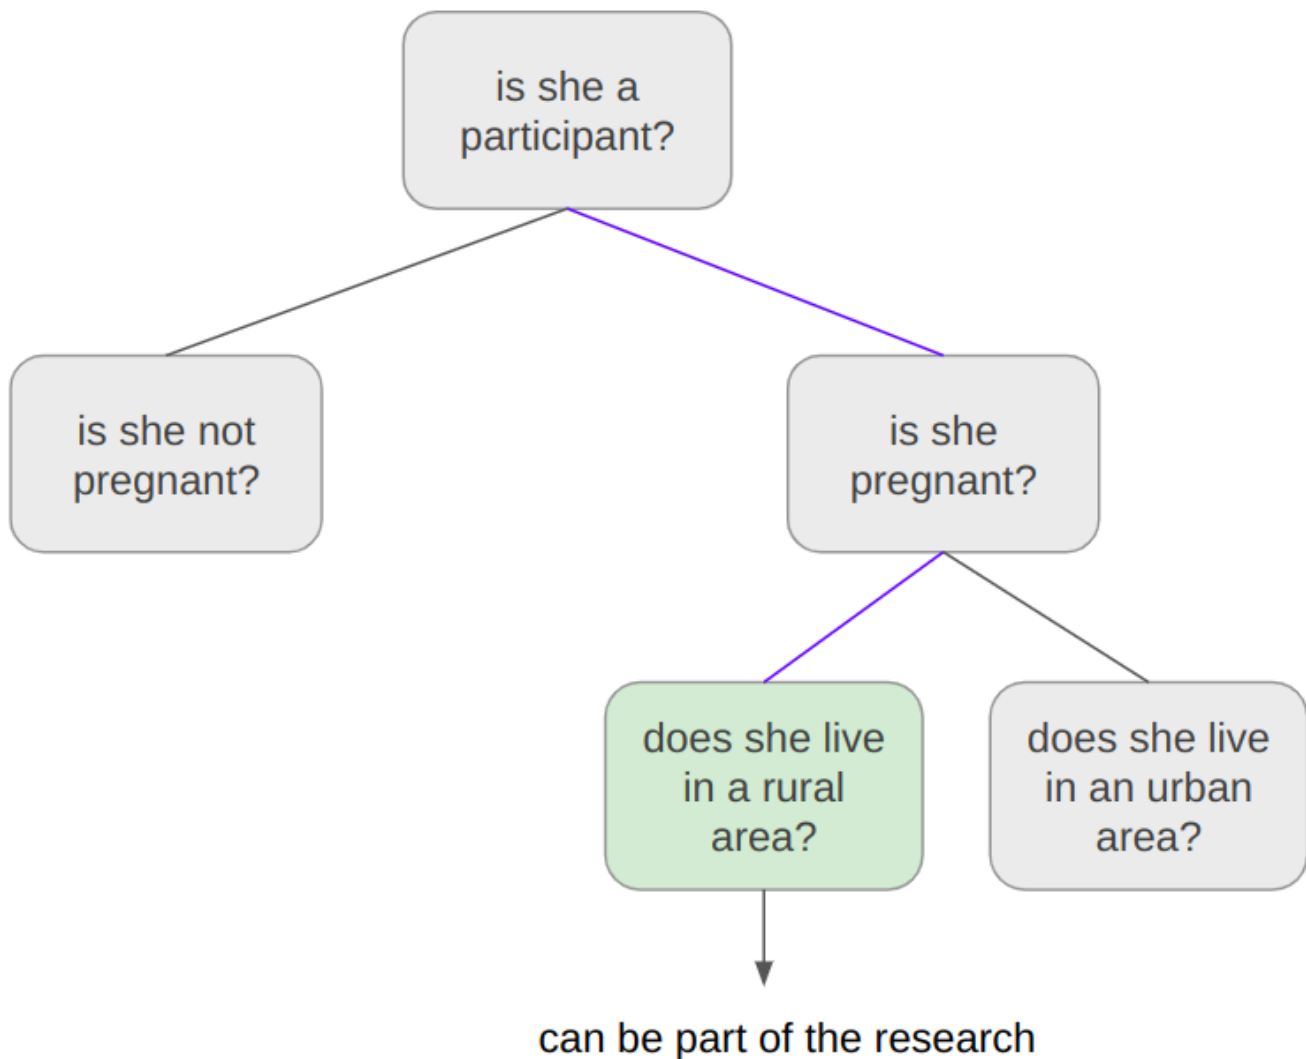 is she a
participant?
is she not
pregnant?
is she
pregnant?
does she live
in a rural
area?
does she live
in an urban
area?
can be part of the research